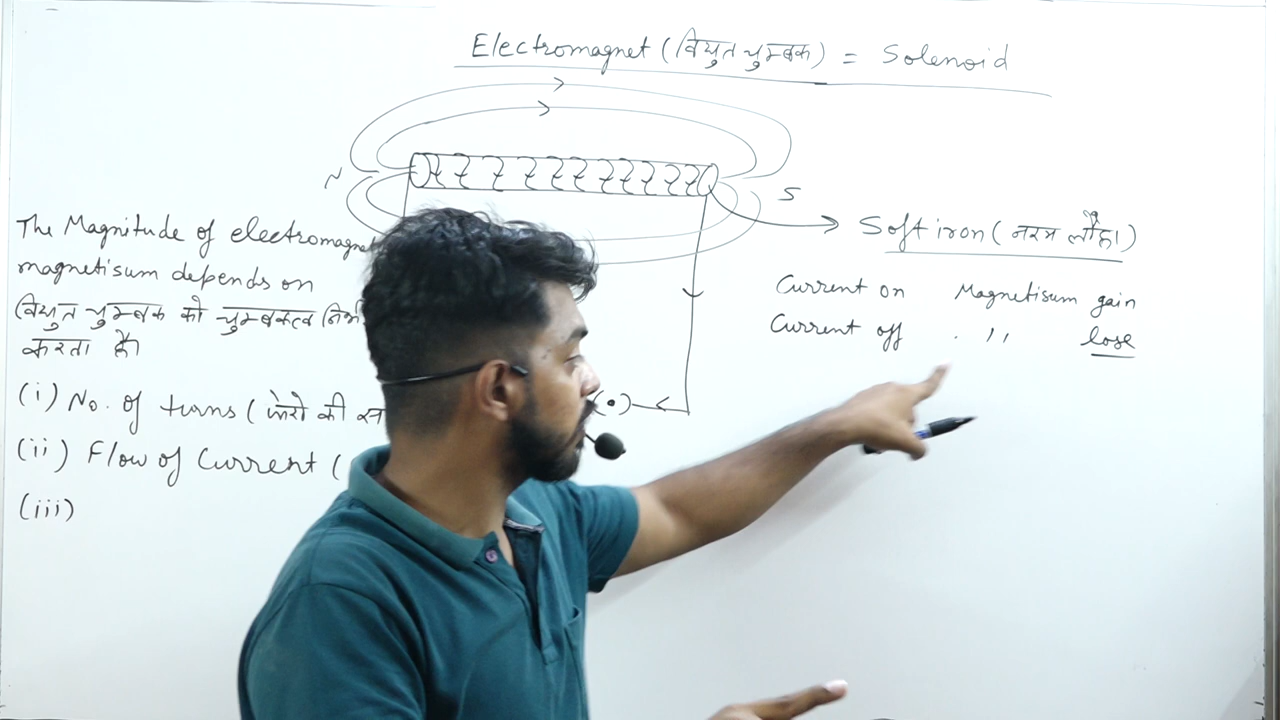 Electromagnet (विद्युत चुम्बक) = Solenoid
N
S
Soft iron (नरम लौहा)
Current on Magnetisum gain
Current off . ,, lose
The Magnitude of electromagnet
magnetisum depends on
विद्युत चुम्बक को चुम्बकत्व
करता है
(i) No. of turns ( फेरो की
(ii) Flow of Current (
(iii)
(•)